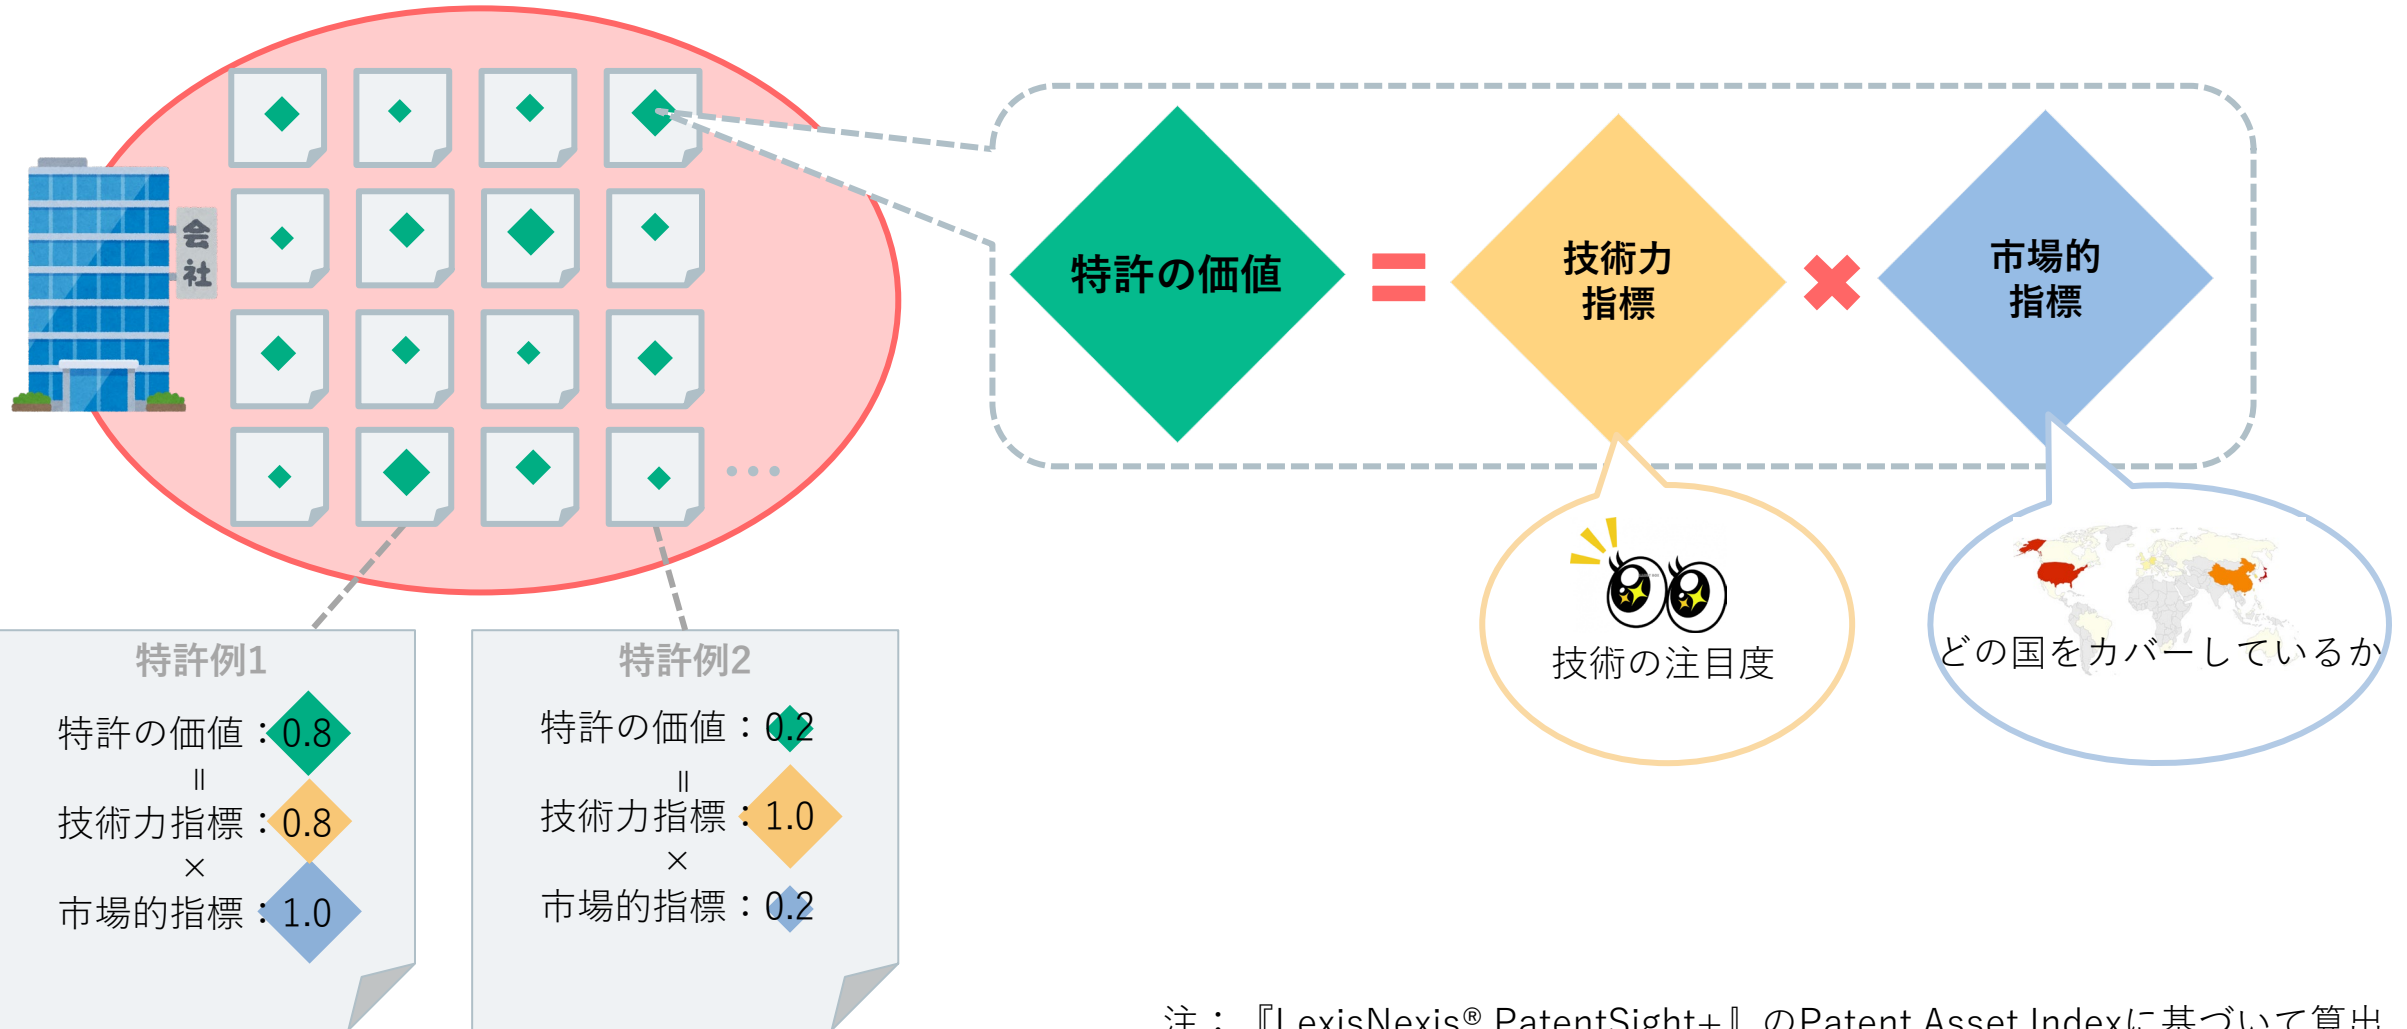 会
社
特許の価値
=
技術力
指標
×
市場的
指標
技術の注目度
どの国をカバーしているか
特許例1
特許の価値：0.8
=
技術力指標：0.8
×
市場的指標：1.0
特許例2
特許の価値：0.2
=
技術力指標：1.0
×
市場的指標：0.2
…
注：『LexisNexis® PatentSight+』のPatent Asset Indexに基づいて算出